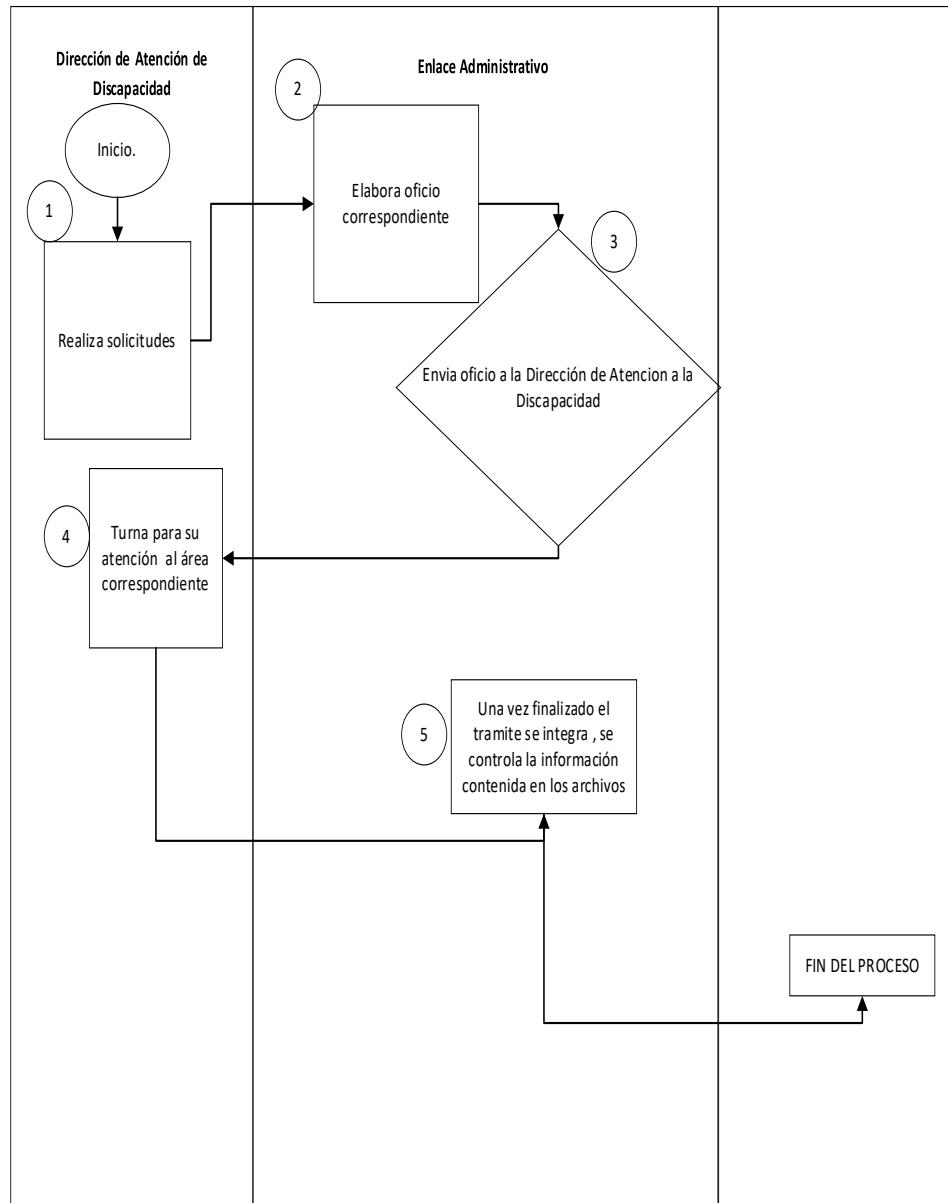 Dirección de Atención de
Discapacidad
Enlace Administrativo
Inicio.
1
Realiza solicitudes
2
Elabora oficio
correspondiente
3
Envia oficio a la Dirección de Atencion a la
Discapacidad
4
Turna para su
atención al área
correspondiente
5
Una vez finalizado el
tramite se integra , se
controla la información
contenida en los archivos
FIN DEL PROCESO